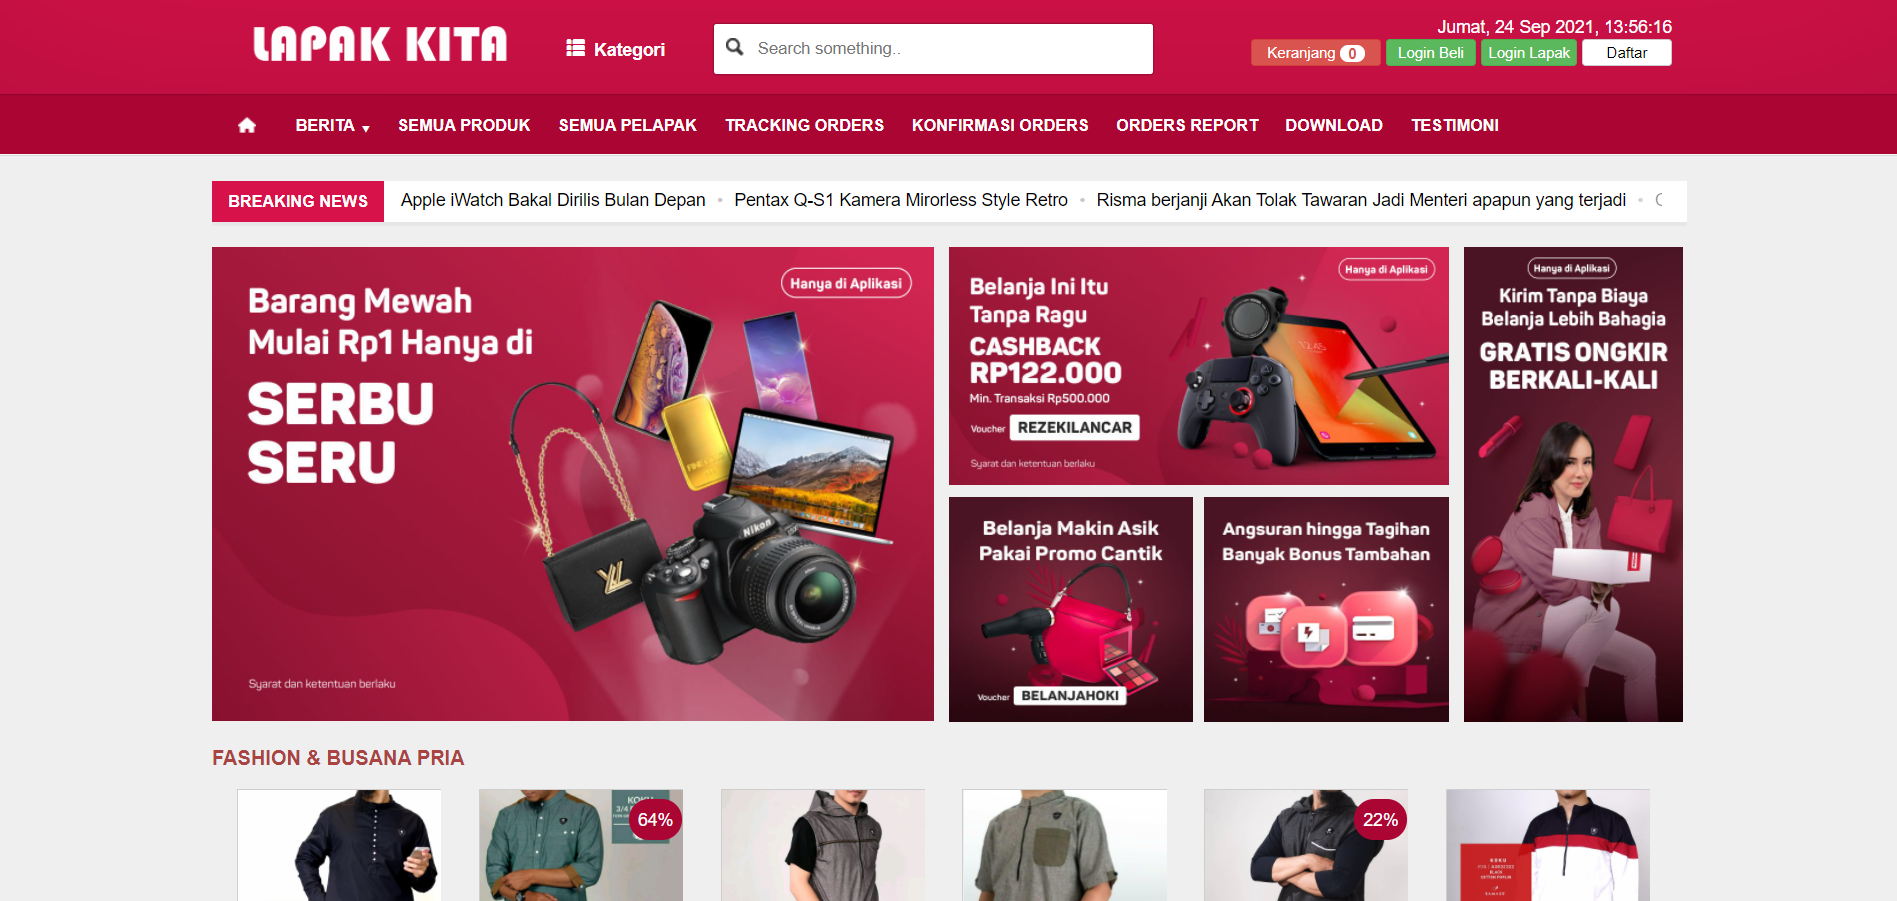 LAPAK KITA
Kategori
Search something..
Jumat, 24 Sep 2021, 13:56:16
Keranjang 0
Login Beli
Login Lapak
Daftar
BERITA
SEMUA PRODUK
SEMUA PELAPAK
TRACKING ORDERS
KONFIRMASI ORDERS
ORDERS REPORT
DOWNLOAD
TESTIMONI
BREAKING NEWS
Apple iWatch Bakal Dirilis Bulan Depan
Pentax Q-S1 Kamera Mirorless Style Retro
Risma berjanji Akan Tolak Tawaran Jadi Menteri apapun yang terjadi
Hanya di Aplikasi
Barang Mewah
Mulai Rp1 Hanya di
SERBU
SERU
Nikon
Syarat dan ketentuan berlaku
Hanya di Aplikasi
Belanja Ini Itu
Tanpa Ragu
CASHBACK
RP122.000
Min. Transaksi Rp500.000
Voucher REZEKILANCAR
Syarat dan ketentuan berlaku
12:45
Belanja Makin Asik
Pakai Promo Cantik
Voucher BELANJAHOKI
Angsuran hingga Tagihan
Banyak Bonus Tambahan
Hanya di Aplikasi
Kirim Tanpa Biaya
Belanja Lebih Bahagia
GRATIS ONGKIR
BERKALI-KALI
FASHION & BUSANA PRIA
64%
22%
KOKU
BLACK